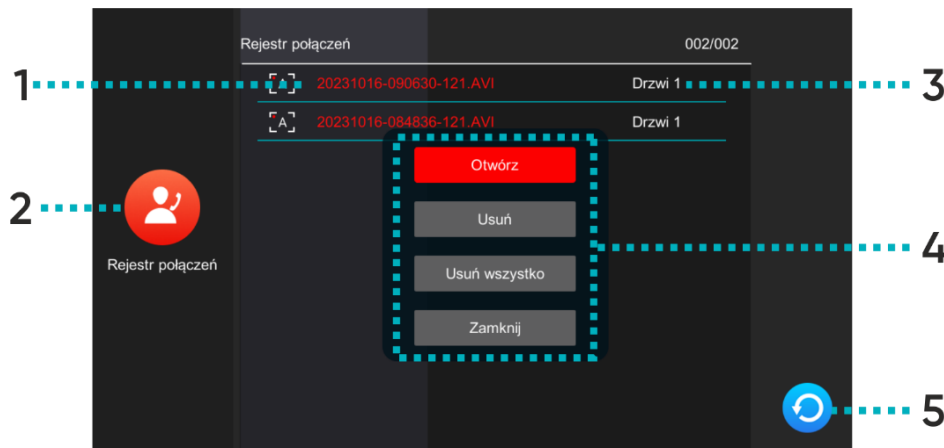 Rejestr połączeń 002/002
1 [A] 20231016-090630-121.AVI Drzwi 1 3
[A] 20231016-084836-121.AVI Drzwi 1
Otwórz
2 Usuń
4
Rejestr połączeń Usuń wszystko
Zamknij
5